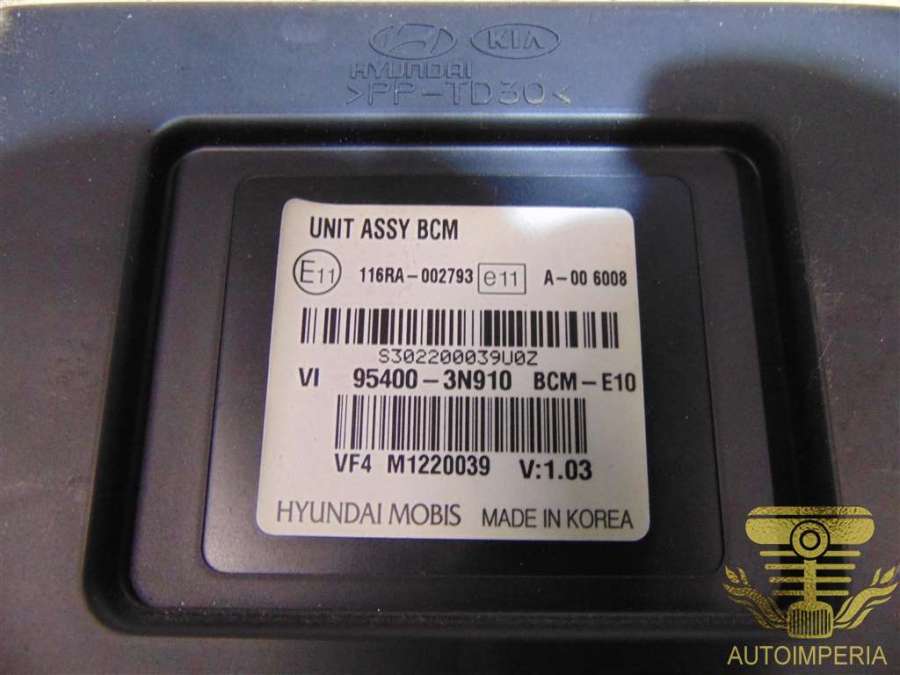 KIA
HYUNDAI
>PP-TD30<
UNIT ASSY BCM
E11 116RA-002793 e11 A-00 6008
S302200039U0Z
VI 95400-3N910 BCM-E10
VF4 M1220039 V:1.03
HYUNDAI MOBIS MADE IN KOREA
AUTOIMPERIA